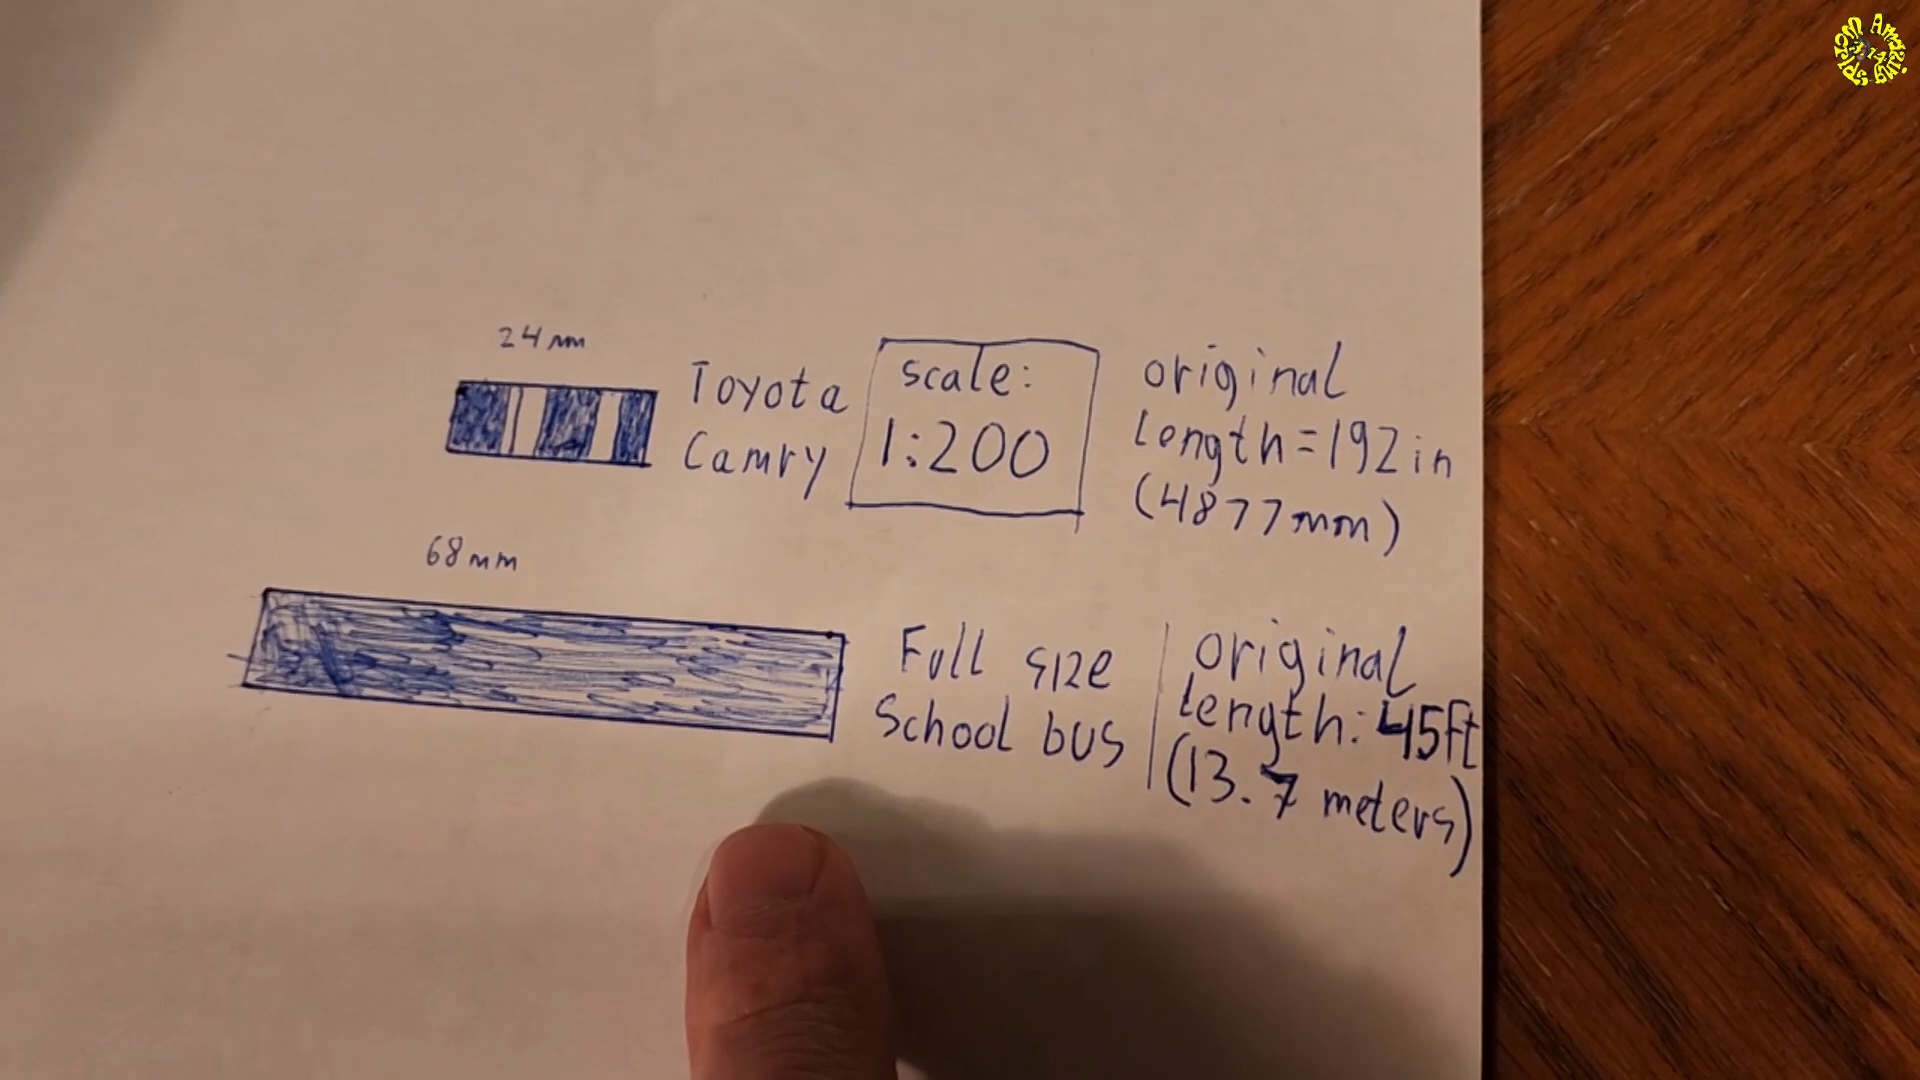 24mm
Toyota
Camry
scale:
1:200
original
length=192in
(4877mm)
68mm
Full size
School bus
original
length: 45ft
(13.7 meters)